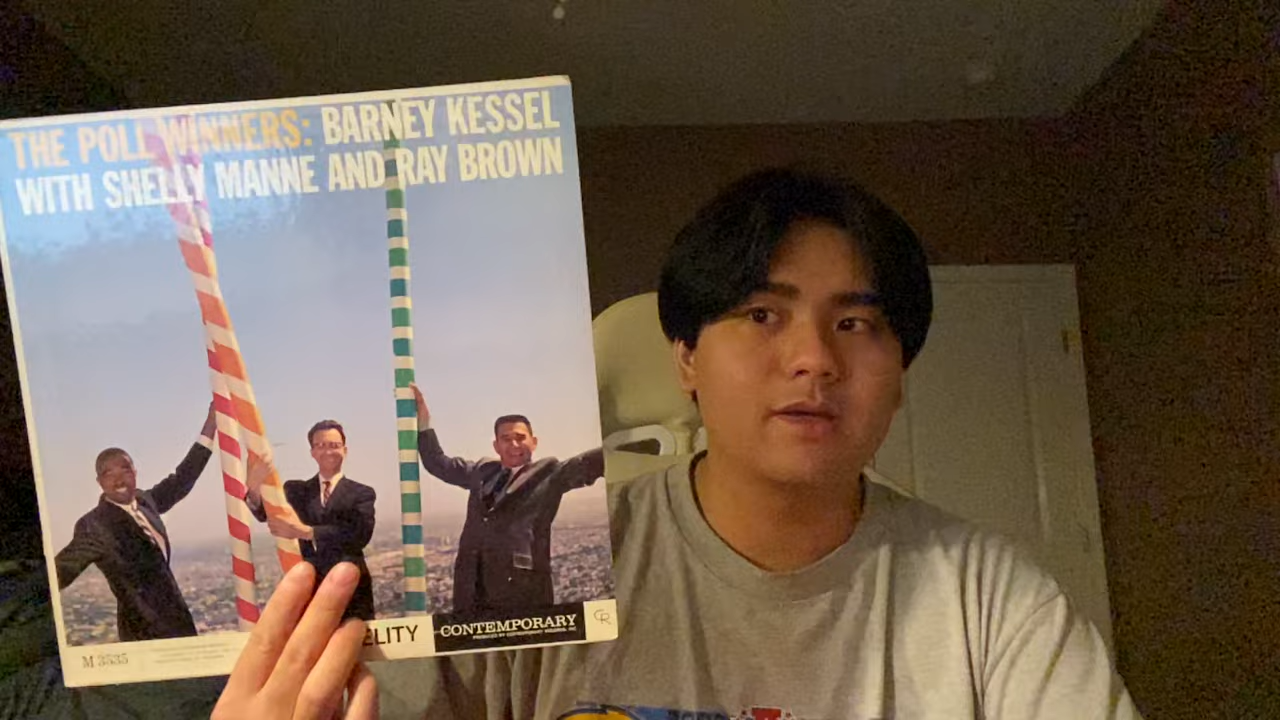 THE POLL WINNERS: BARNEY KESSEL
WITH SHELLY MANNE AND RAY BROWN
M 3535
ELITY
CONTEMPORARY
CR